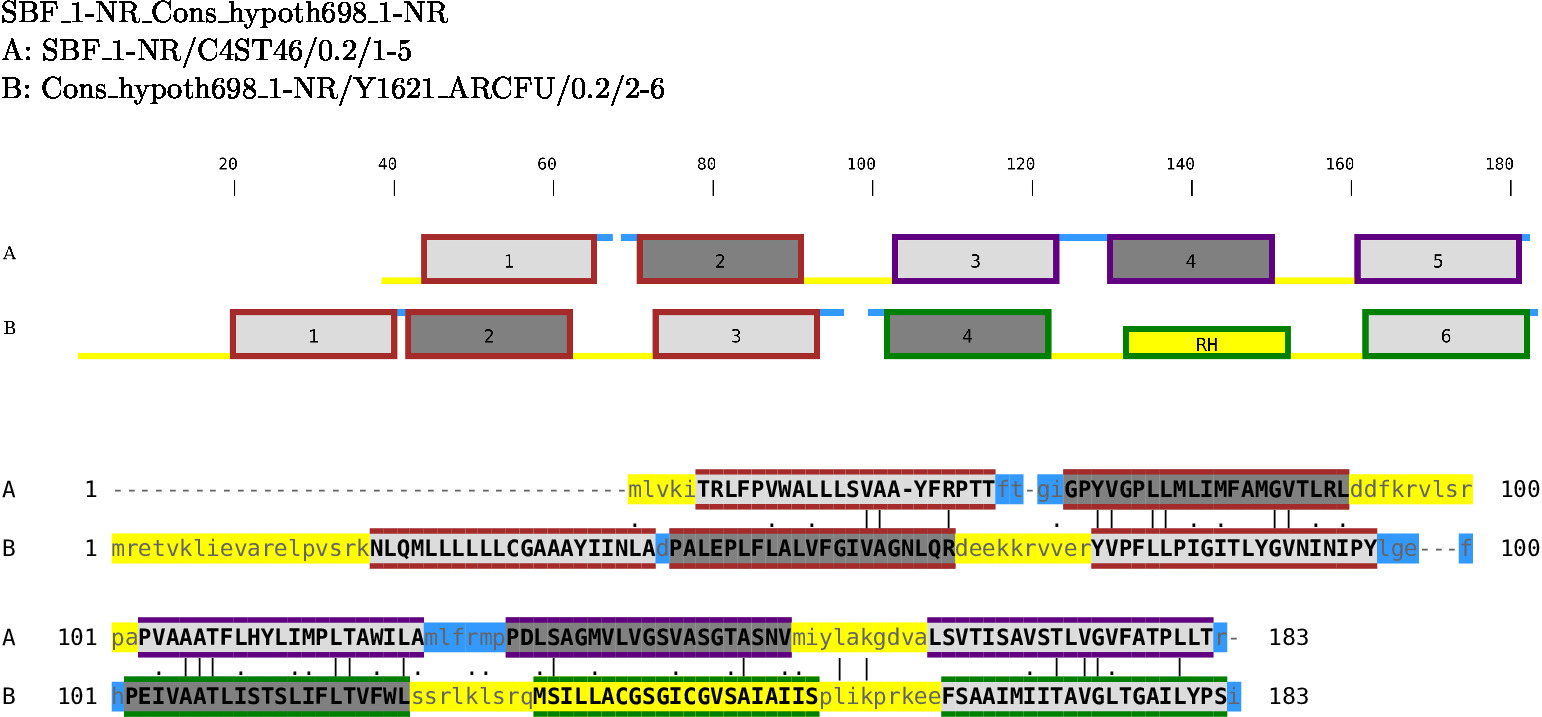 SBF_1-NR_Cons_hypoth698_1-NR
A: SBF_1-NR/C4ST46/0.2/1-5
B: Cons_hypoth698_1-NR/Y1621_ARCFU/0.2/2-6
20 40 60 80 100 120 140 160 180
A 1 2 3 4 5
B 1 2 3 4 RH 6
A 1 --------------------------------------mlvkiTRLFPVWALLLSVAA-YFRPTTft-giGPYVGPLLMLIMFAMGVTLRLddfkrvlsr 100
B 1 mretvklievarelpvsrkNLQMLLLLLLCGAAAYIINLAdPALEPLFLALVFGIVAGNLQRdeekkrvverYVPFLLPIGITLYGVNINIPYlge---f 100
A 101 paPVAAATFLHYLIMPLTAWILAmlfrmpPDLSAGMVLVGSVASGTASNVmiylakgdvaLSVTISAVSTLVGVFATPLLTr- 183
B 101 hPEIVAATLISTSLIFLTVFWLssrlklsrqMSILLACGSGICGVSAIAIISplikprkeeFSAAIMIITAVGLTGAILYPSi 183